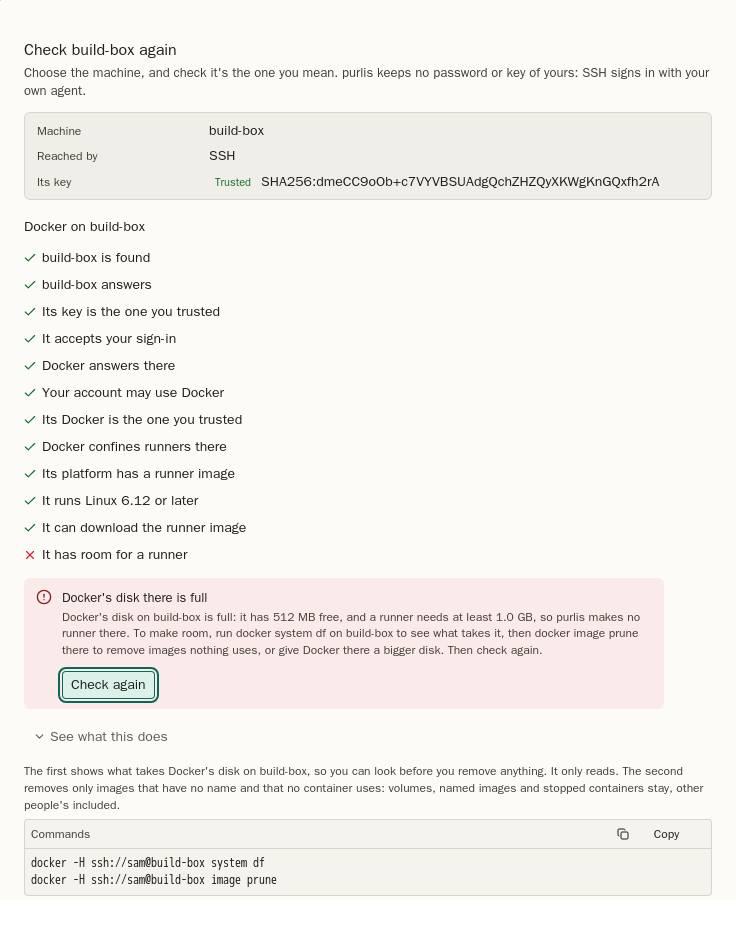 Check build-box again
Choose the machine, and check it's the one you mean. purlis keeps no password or key of yours: SSH signs in with your
own agent.
Machine build-box
Reached by SSH
Its key Trusted SHA256:dmeCC9oOb+c7VYVBSUAdgQchZHZQyXKWgKnGQxfh2rA
Docker on build-box
build-box is found
build-box answers
Its key is the one you trusted
It accepts your sign-in
Docker answers there
Your account may use Docker
Its Docker is the one you trusted
Docker confines runners there
Its platform has a runner image
It runs Linux 6.12 or later
It can download the runner image
It has room for a runner
Docker's disk there is full
Docker's disk on build-box is full: it has 512 MB free, and a runner needs at least 1.0 GB, so purlis makes no
runner there. To make room, run docker system df on build-box to see what takes it, then docker image prune
there to remove images nothing uses, or give Docker there a bigger disk. Then check again.
Check again
See what this does
The first shows what takes Docker's disk on build-box, so you can look before you remove anything. It only reads. The second
removes only images that have no name and that no container uses: volumes, named images and stopped containers stay, other
people's included.
Commands Copy
docker -H ssh://sam@build-box system df
docker -H ssh://sam@build-box image prune